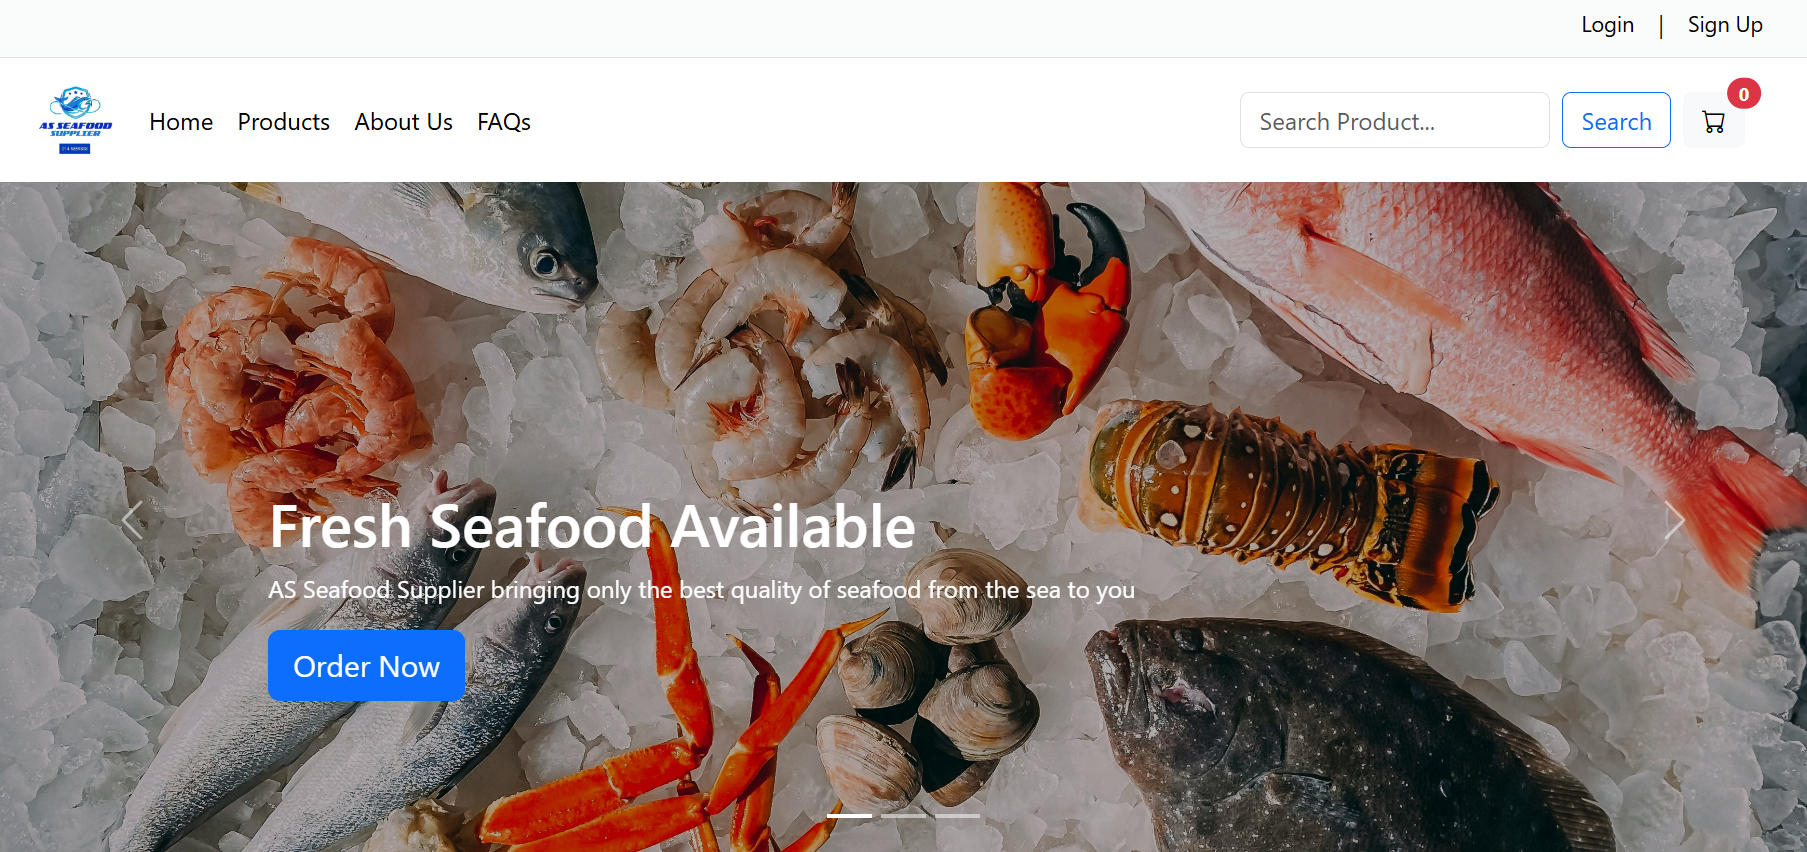 Login | Sign Up
AS SEAFOOD
SUPPLIER
Home Products About Us FAQs
Search Product...
Search
0
Fresh Seafood Available
AS Seafood Supplier bringing only the best quality of seafood from the sea to you
Order Now